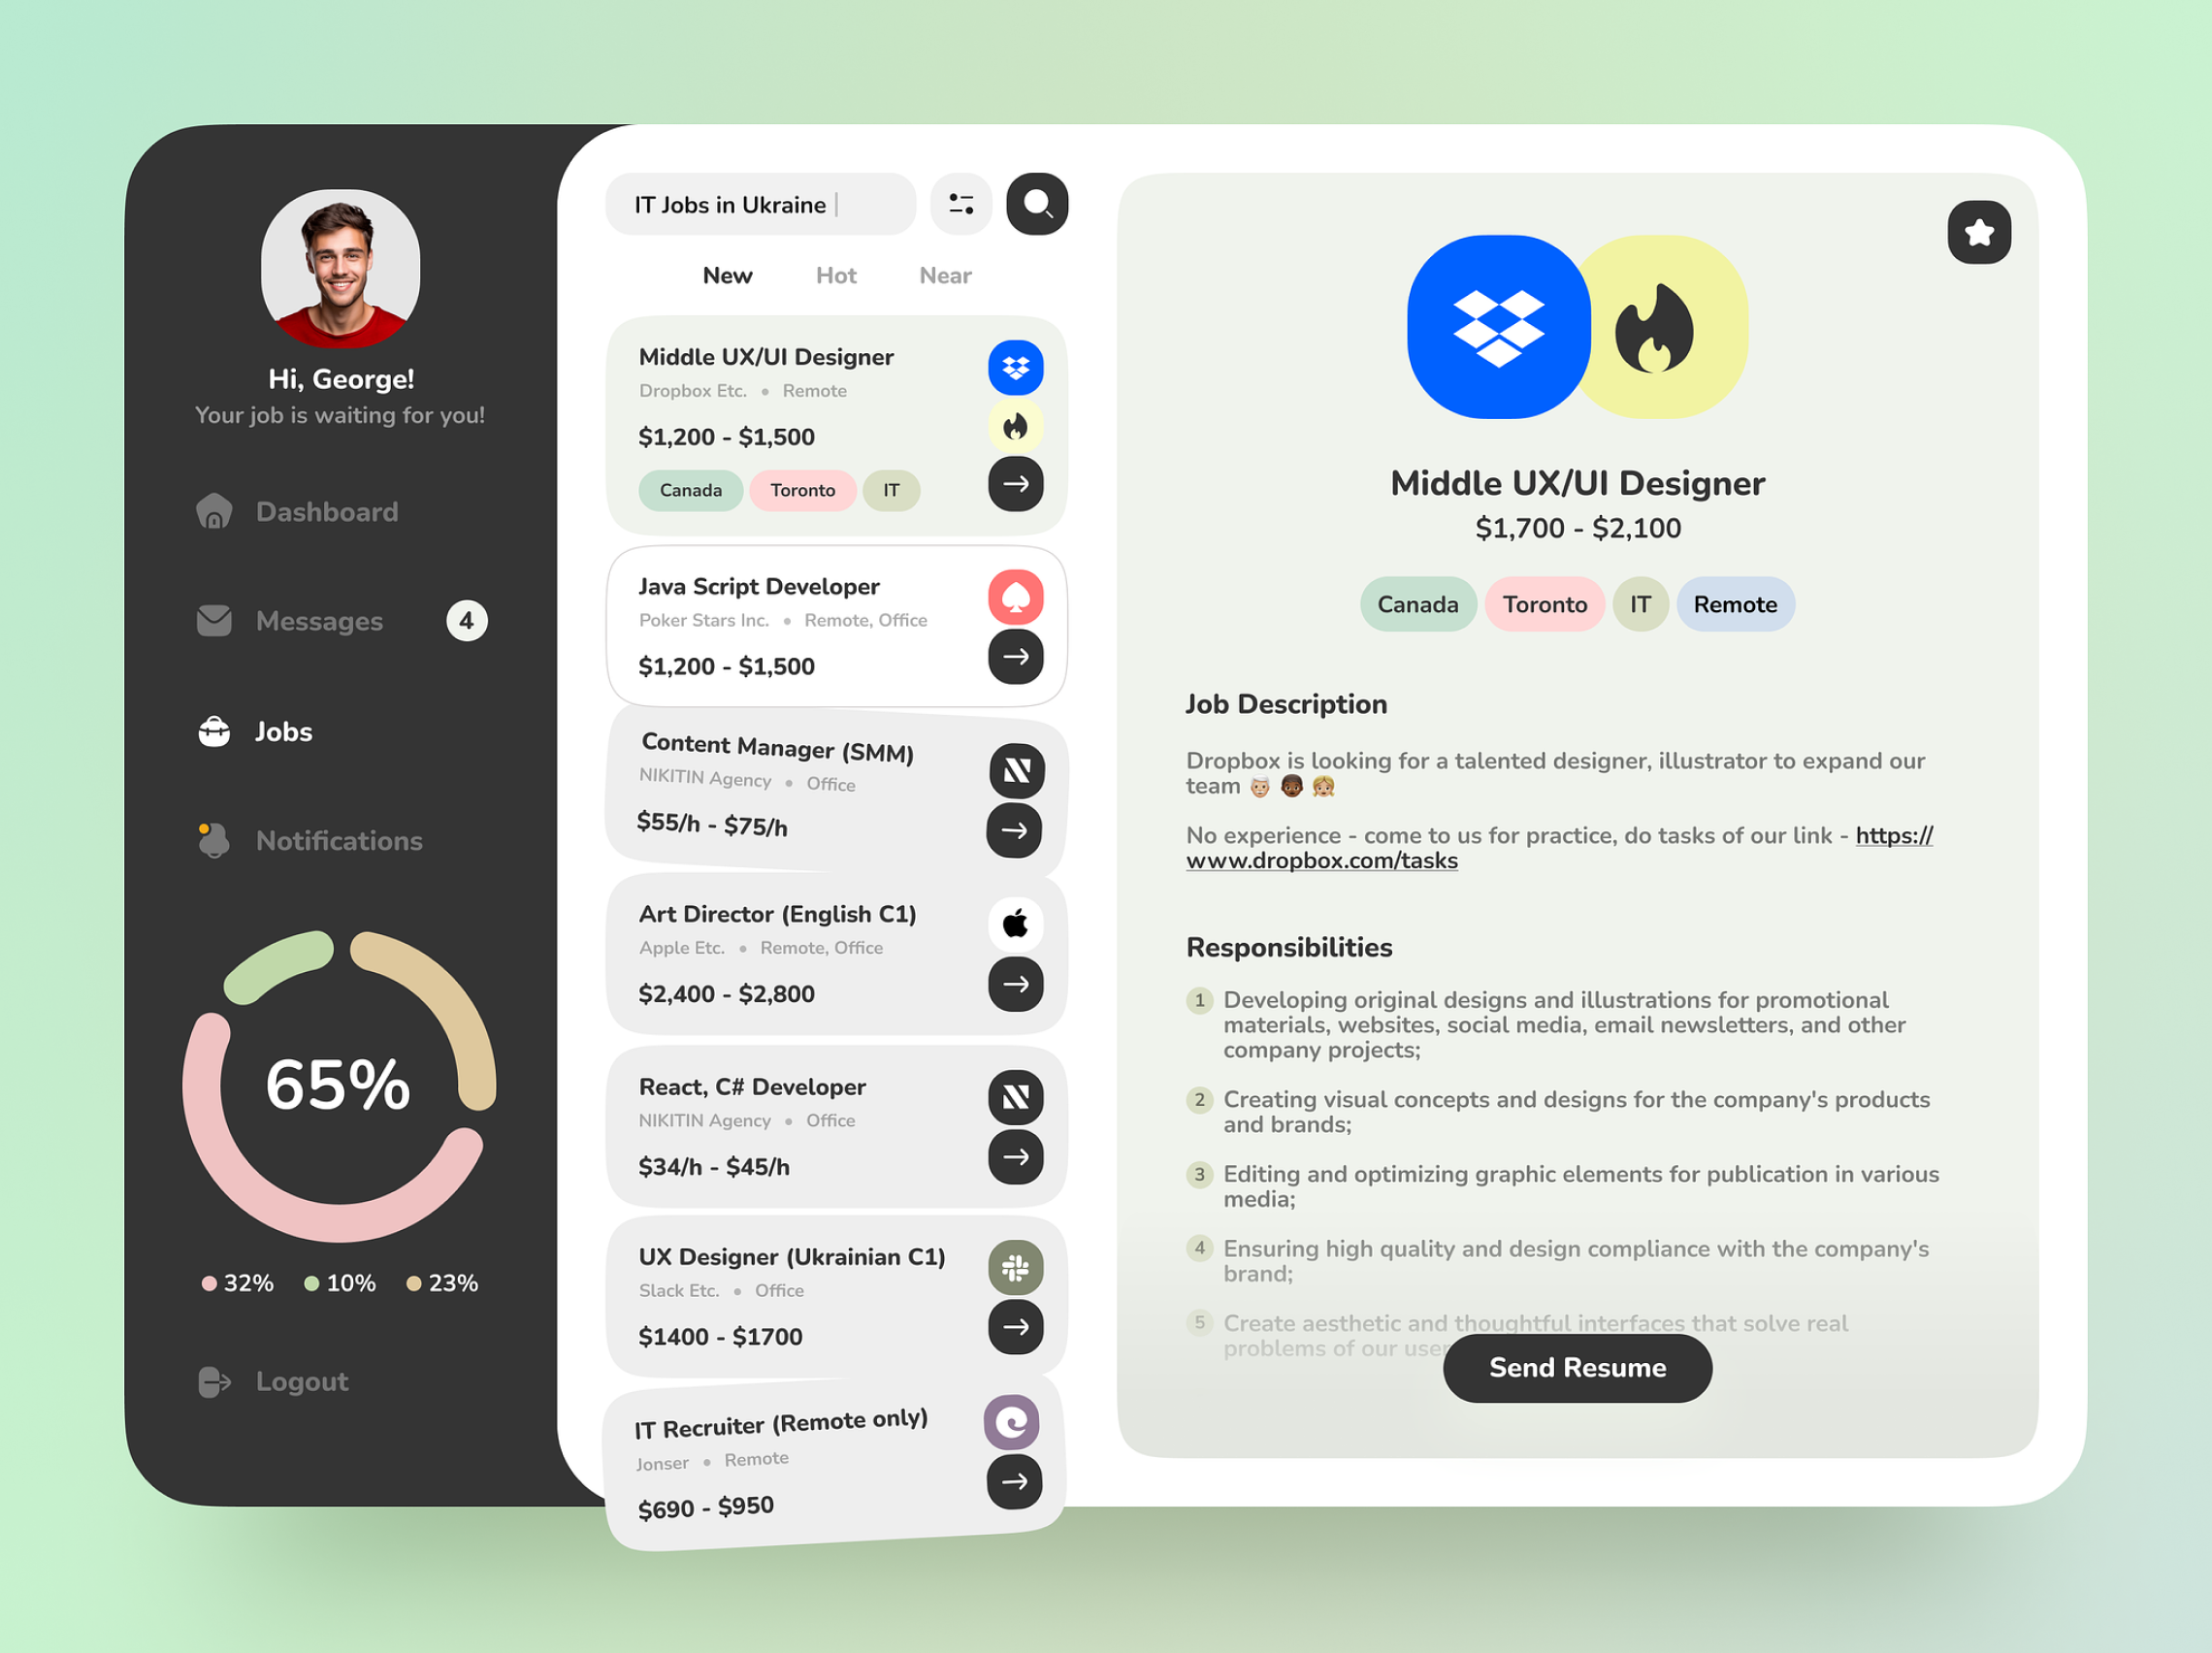 Hi, George!
Your job is waiting for you!
Dashboard
Messages
4
Jobs
Notifications
65%
32%
10%
23%
Logout
IT Jobs in Ukraine
New
Hot
Near
Middle UX/UI Designer
Dropbox Etc. • Remote
$1,200 - $1,500
Canada
Toronto
IT
Java Script Developer
Poker Stars Inc. • Remote, Office
$1,200 - $1,500
Content Manager (SMM)
NIKITIN Agency • Office
$55/h - $75/h
Art Director (English C1)
Apple Etc. • Remote, Office
$2,400 - $2,800
React, C# Developer
NIKITIN Agency • Office
$34/h - $45/h
UX Designer (Ukrainian C1)
Slack Etc. • Office
$1400 - $1700
IT Recruiter (Remote only)
Jonser • Remote
$690 - $950
Middle UX/UI Designer
$1,700 - $2,100
Canada
Toronto
IT
Remote
Job Description
Dropbox is looking for a talented designer, illustrator to expand our
team 👨🏼‍🦳 🧔🏿 👧🏼
No experience - come to us for practice, do tasks of our link - https://
www.dropbox.com/tasks
Responsibilities
1 Developing original designs and illustrations for promotional
materials, websites, social media, email newsletters, and other
company projects;
2 Creating visual concepts and designs for the company's products
and brands;
3 Editing and optimizing graphic elements for publication in various
media;
4 Ensuring high quality and design compliance with the company's
brand;
5 Create aesthetic and thoughtful interfaces that solve real
problems of our
Send Resume